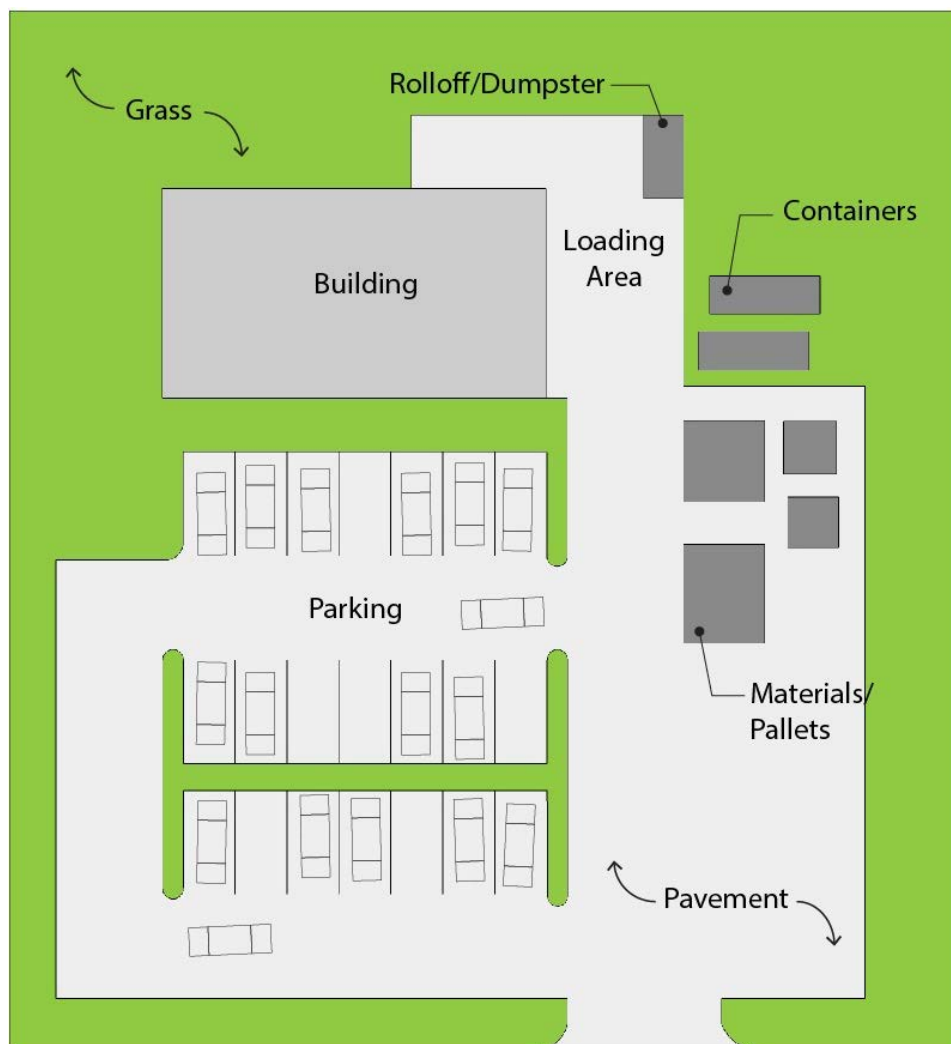 Rolloff/Dumpster
Grass
Containers
Loading
Area
Building
Parking
Materials/
Pallets
Pavement